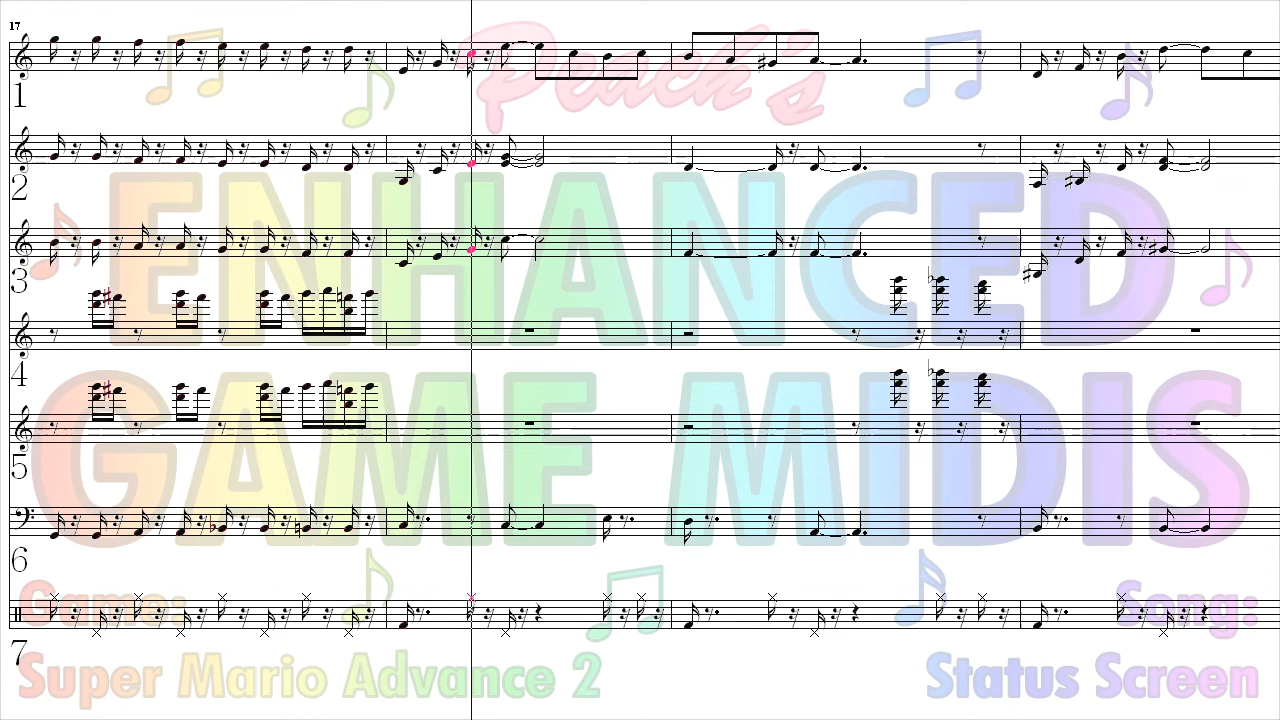 17
Peach's
1
2
ENHANCED
3
4
GAME MIDIS
5
6
Game:
Song:
7
Super Mario Advance 2
Status Screen